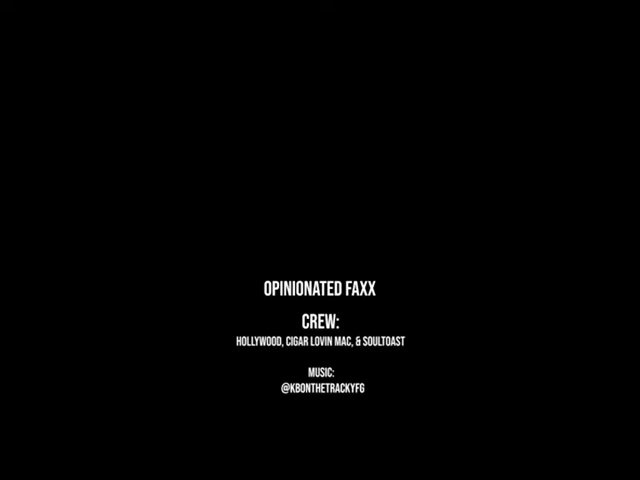 OPINIONATED FAXX
CREW:
HOLLYWOOD, CIGAR LOVIN MAC, & SOULTOAST
MUSIC:
@KBONTHETRACKYFG